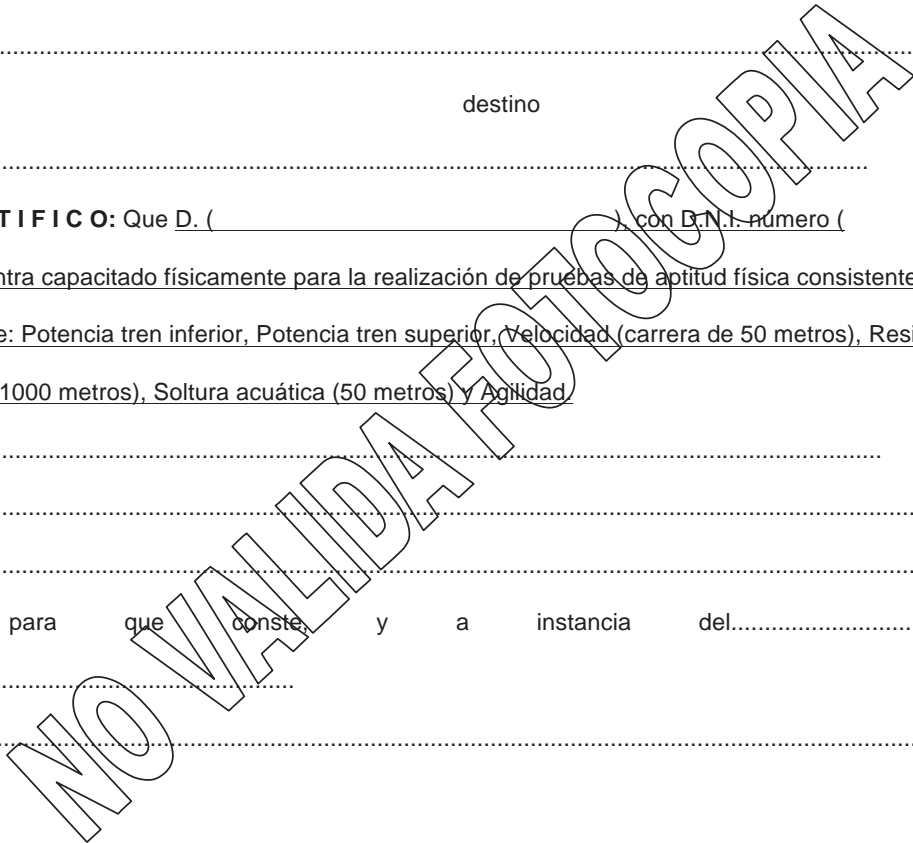 ..........................................................................................................................................
destino
..................................................................................................................................
T I F I C O: Que D. ( ), con D.N.I. número (
ntra capacitado físicamente para la realización de pruebas de aptitud física consistente
e: Potencia tren inferior, Potencia tren superior, Velocidad (carrera de 50 metros), Resi
1000 metros), Soltura acuática (50 metros) y Agilidad.
....................................................................................................................................
.........................................................................................................................................
.........................................................................................................................................
para que conste, y a instancia del...........................
............................................
.........................................................................................................................................
NO VALIDA FOTOCOPIA